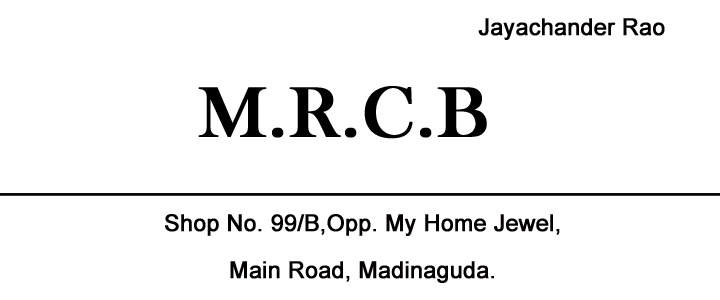 Jayachander Rao
M.R.C.B
Shop No. 99/B,Opp. My Home Jewel,
Main Road, Madinaguda.